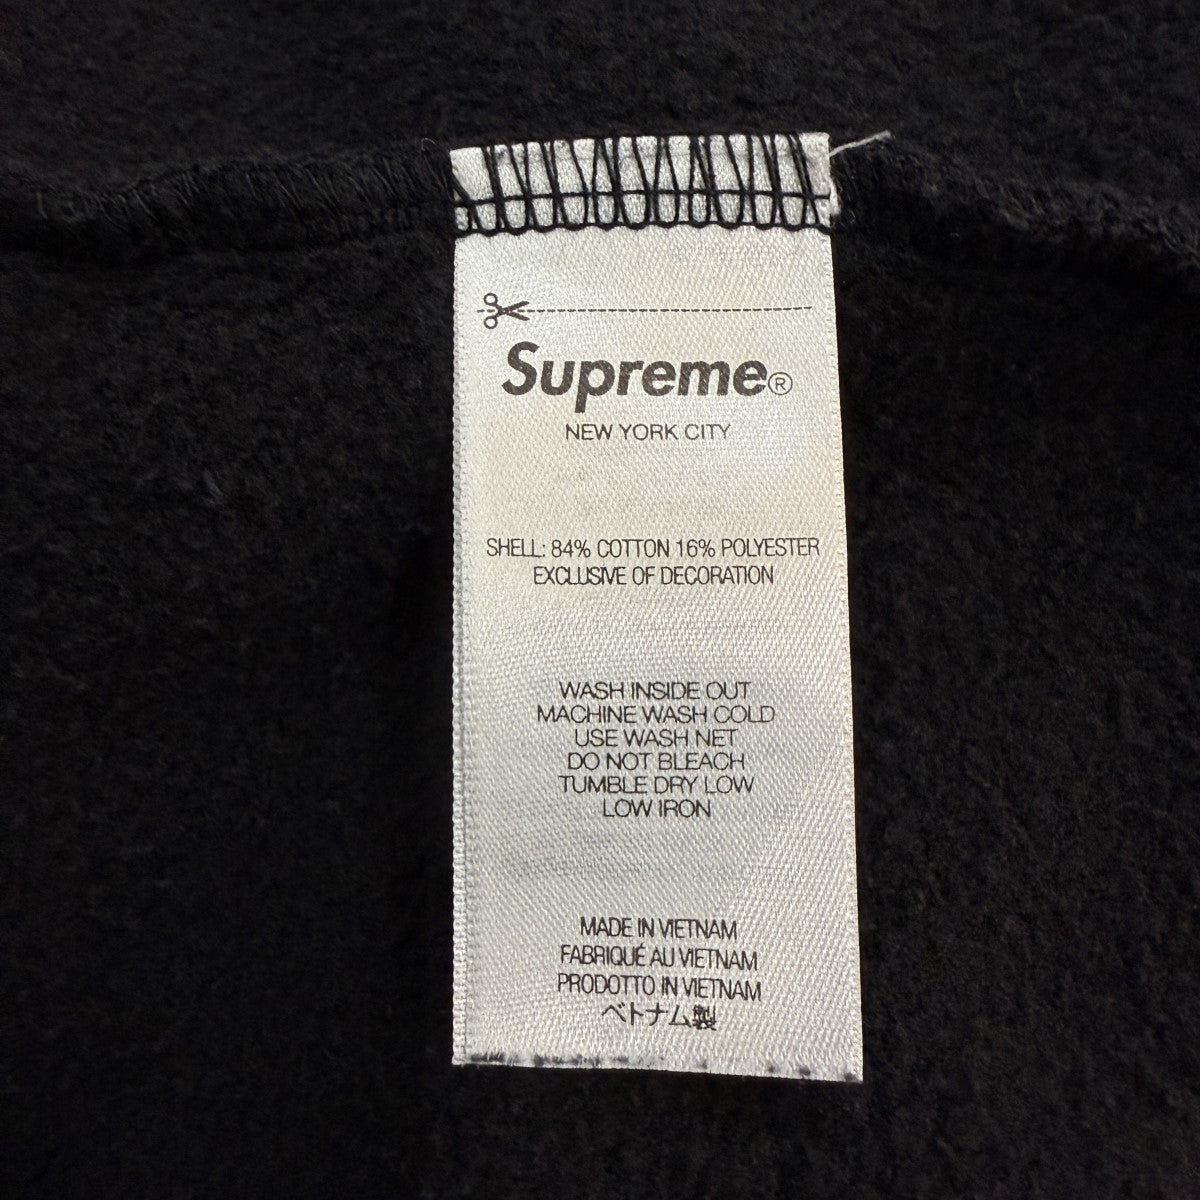 Supreme®
NEW YORK CITY
SHELL: 84% COTTON 16% POLYESTER
EXCLUSIVE OF DECORATION
WASH INSIDE OUT
MACHINE WASH COLD
USE WASH NET
DO NOT BLEACH
TUMBLE DRY LOW
LOW IRON
MADE IN VIETNAM
FABRIQUÉ AU VIETNAM
PRODOTTO IN VIETNAM
ベトナム製